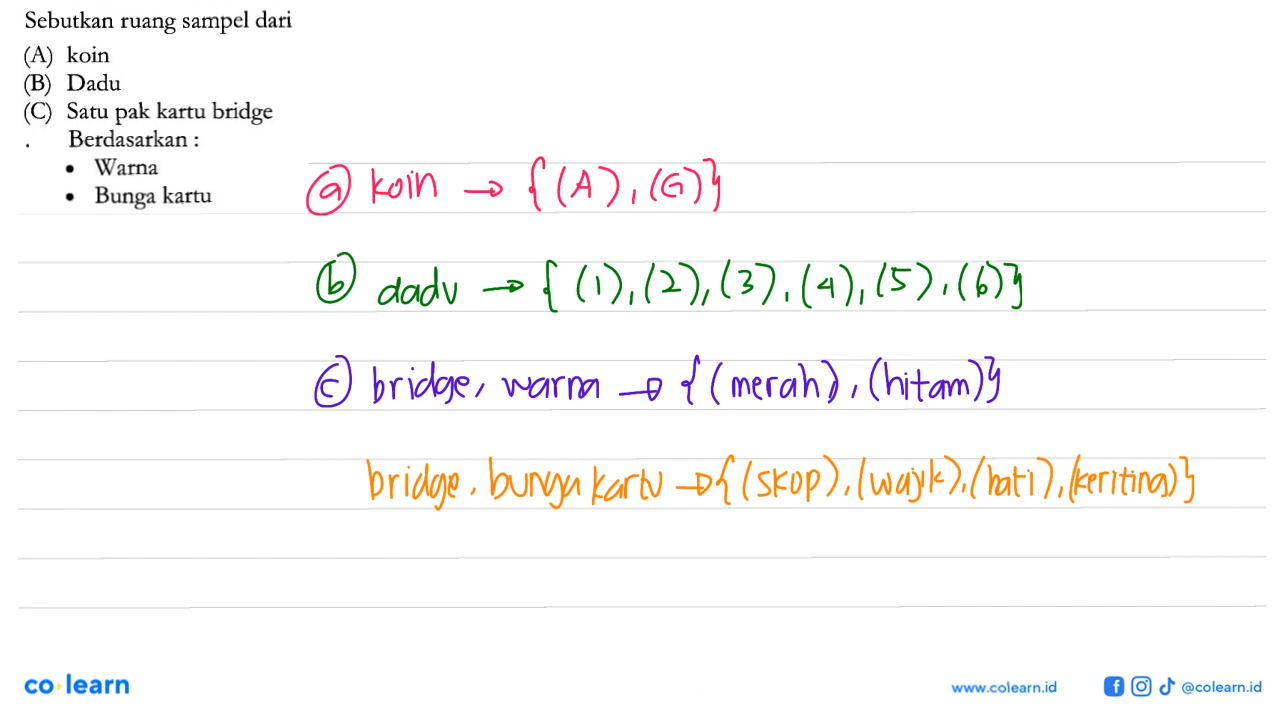 Sebutkan ruang sampel dari
(A) koin
(B) Dadu
(C) Satu pak kartu bridge
. Berdasarkan :
• Warna
• Bunga kartu
(a) koin → {(A), (G)}
(b) dadu → {(1), (2), (3), (4), (5), (6)}
(c) bridge, warna → {(merah), (hitam)}
bridge, bunga kartu → {(skop), (wajik), (hati), (keriting)}
co learn
www.colearn.id
@colearn.id